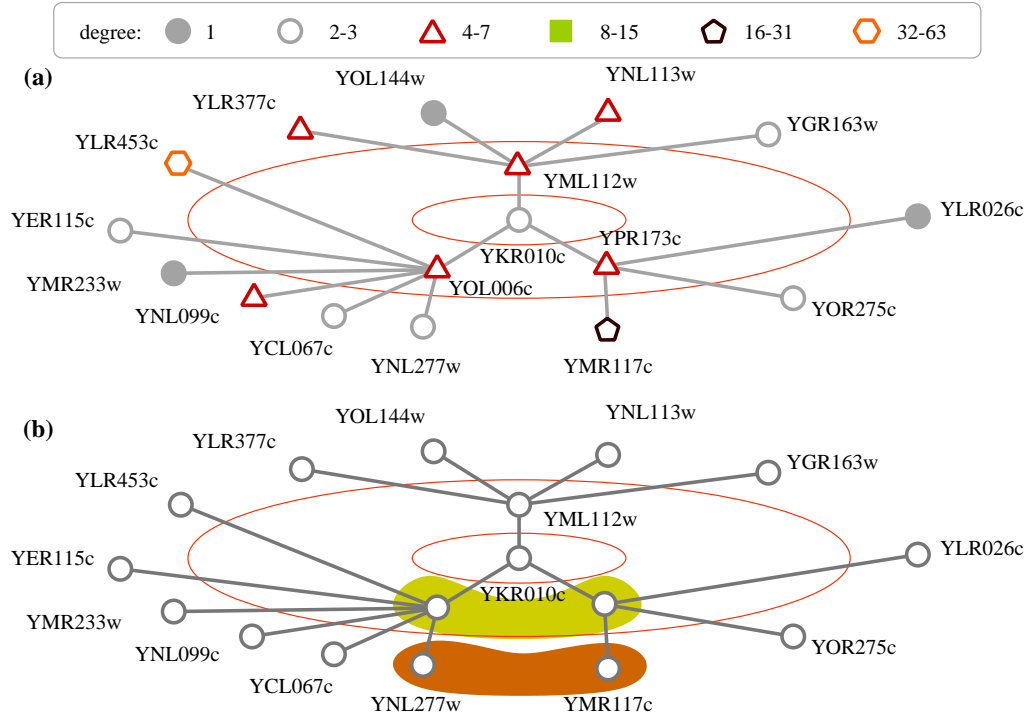 degree: 1 2-3 4-7 8-15 16-31 32-63
(a)
YOL144w
YNL113w
YLR377c
YGR163w
YLR453c
YML112w
YER115c
YLR026c
YPR173c
YKR010c
YMR233w
YOL006c
YNL099c
YOR275c
YCL067c
YNL277w
YMR117c
(b)
YOL144w
YNL113w
YLR377c
YGR163w
YLR453c
YML112w
YER115c
YLR026c
YKR010c
YMR233w
YNL099c
YOR275c
YCL067c
YNL277w
YMR117c